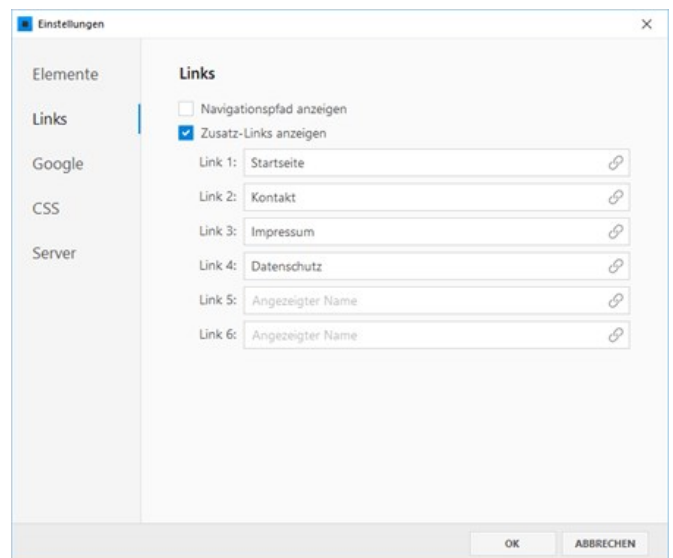 Einstellungen
Elemente
Links
Google
CSS
Server
Links
Navigationspfad anzeigen
Zusatz-Links anzeigen
Link 1: Startseite
Link 2: Kontakt
Link 3: Impressum
Link 4: Datenschutz
Link 5: Angezeigter Name
Link 6: Angezeigter Name
OK ABBRECHEN